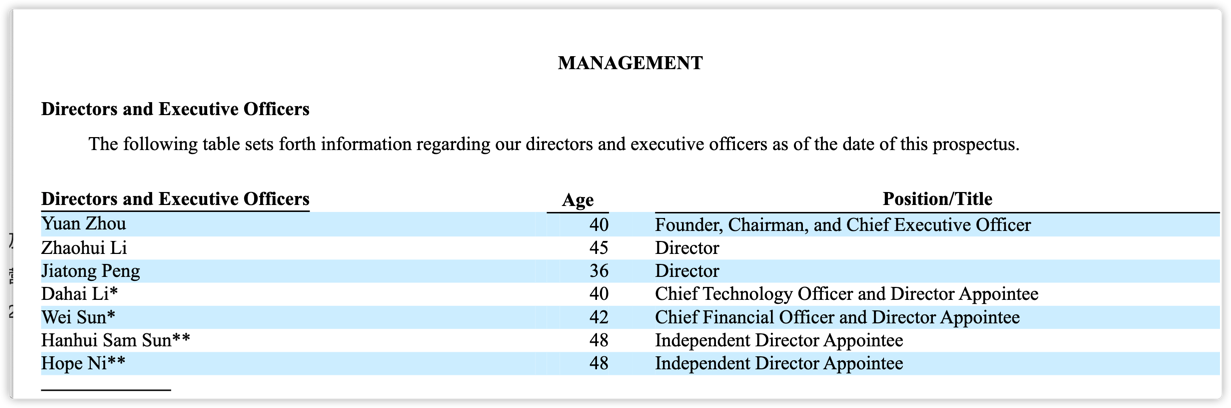 MANAGEMENT
Directors and Executive Officers
The following table sets forth information regarding our directors and executive officers as of the date of this prospectus.
Directors and Executive Officers Age Position/Title
Yuan Zhou 40 Founder, Chairman, and Chief Executive Officer
Zhaohui Li 45 Director
Jiatong Peng 36 Director
Dahai Li* 40 Chief Technology Officer and Director Appointee
Wei Sun* 42 Chief Financial Officer and Director Appointee
Hanhui Sam Sun** 48 Independent Director Appointee
Hope Ni** 48 Independent Director Appointee